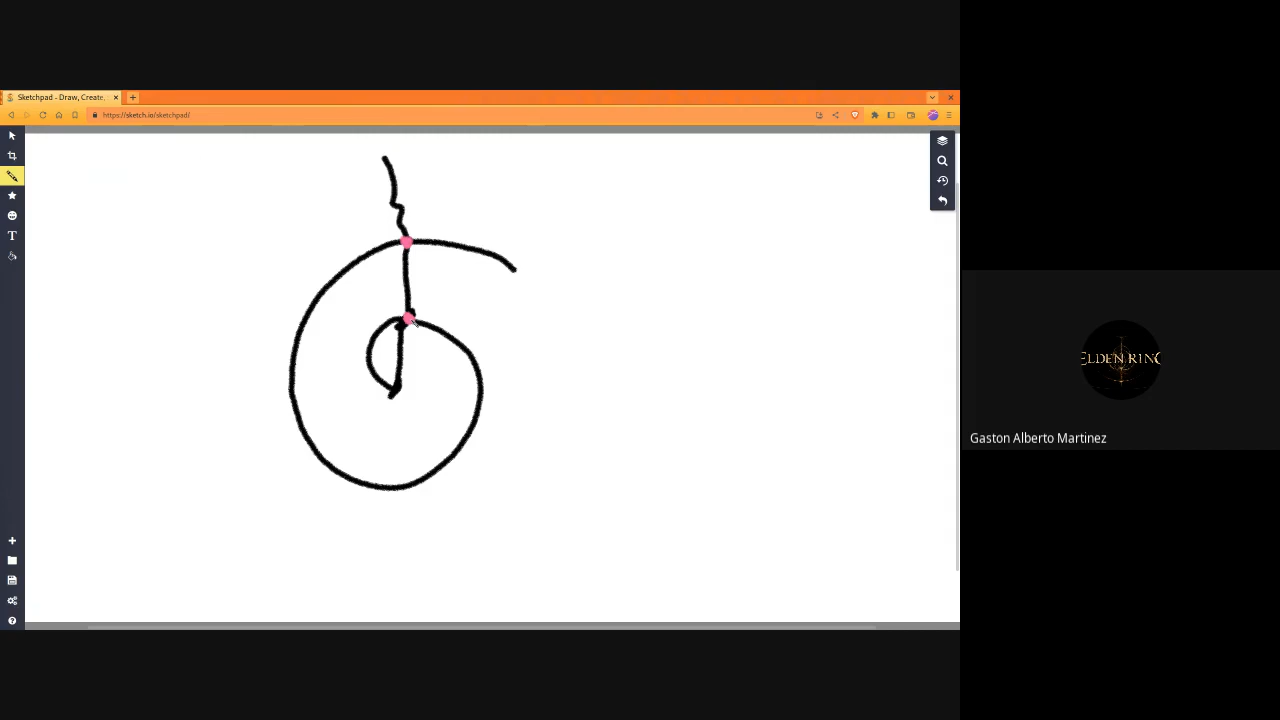 Sketchpad - Draw, Create,
https://sketch.io/sketchpad/
T
ELDEN RING
Gaston Alberto Martinez